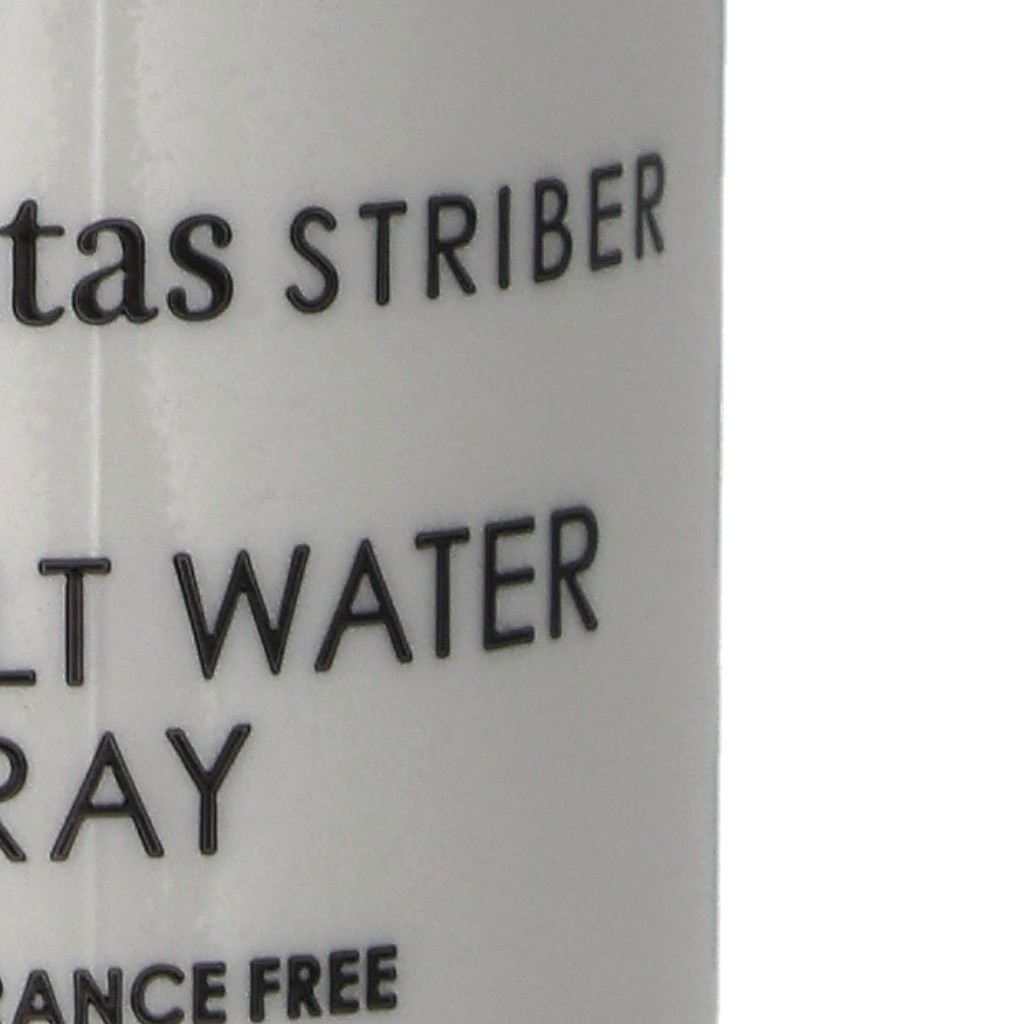 tas STRIBER
LT WATER
RAY
RANCE FREE